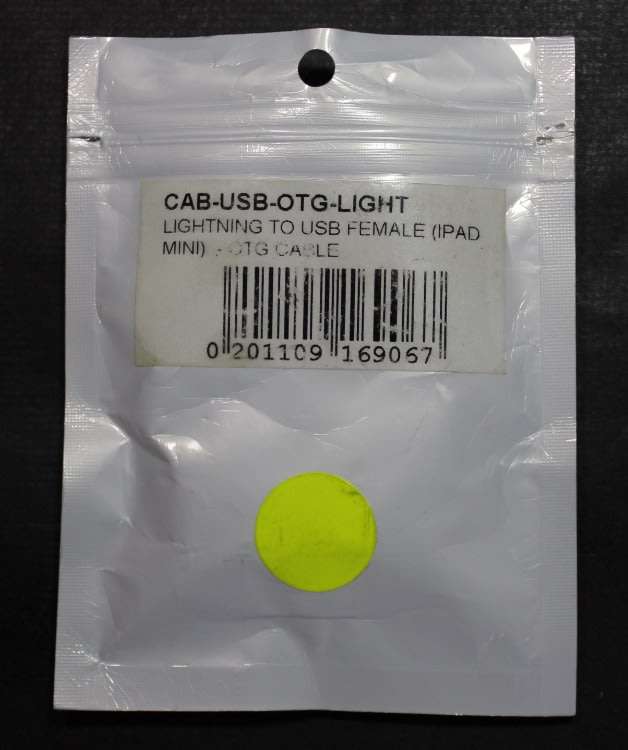 CAB-USB-OTG-LIGHT
LIGHTNING TO USB FEMALE (IPAD
MINI) - OTG CABLE
0 201109 169067